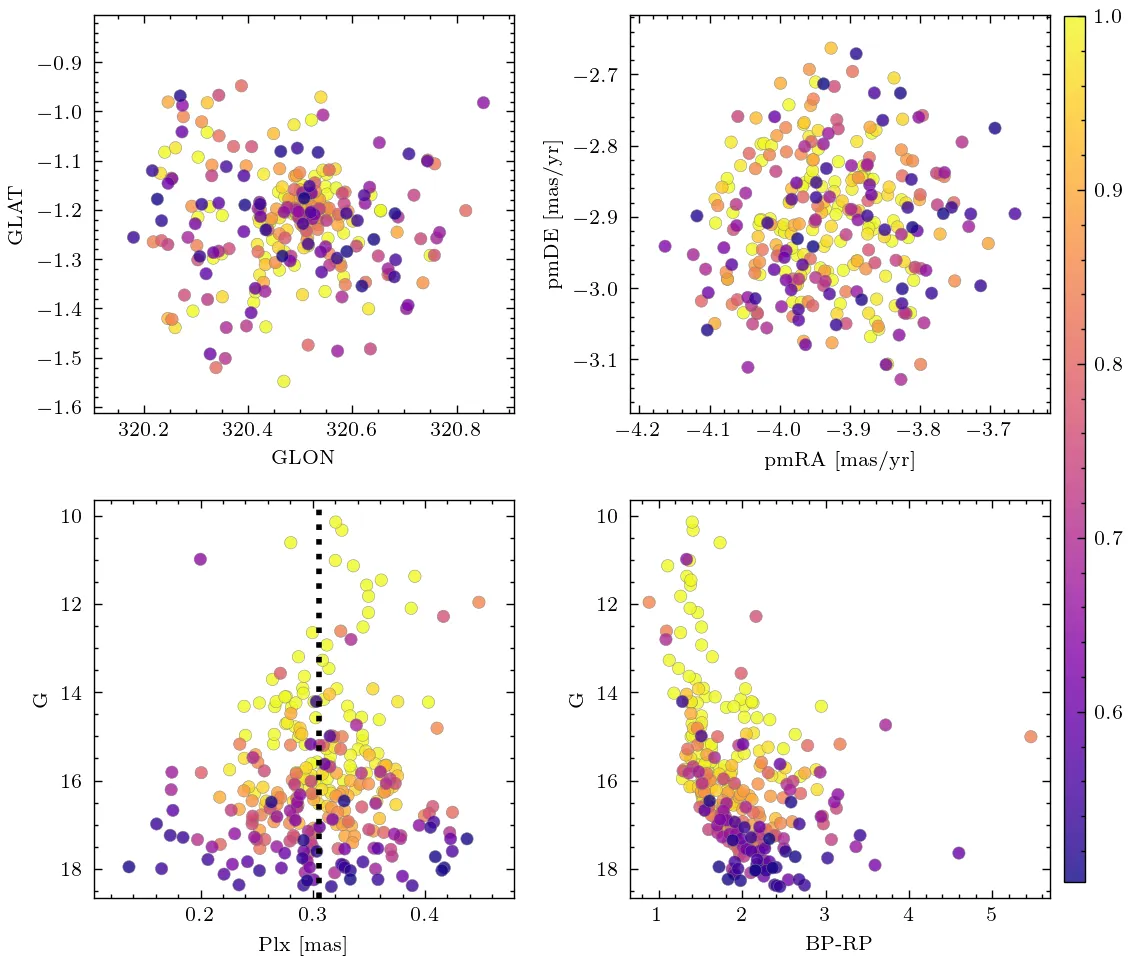 GLAT
−0.9
−1.0
−1.1
−1.2
−1.3
−1.4
−1.5
−1.6
320.2 320.4 320.6 320.8
GLON
pmDE [mas/yr]
−2.7
−2.8
−2.9
−3.0
−3.1
−4.2 −4.1 −4.0 −3.9 −3.8 −3.7
pmRA [mas/yr]
1.0
0.9
0.8
0.7
0.6
G
10
12
14
16
18
0.2 0.3 0.4
Plx [mas]
G
10
12
14
16
18
1 2 3 4 5
BP-RP